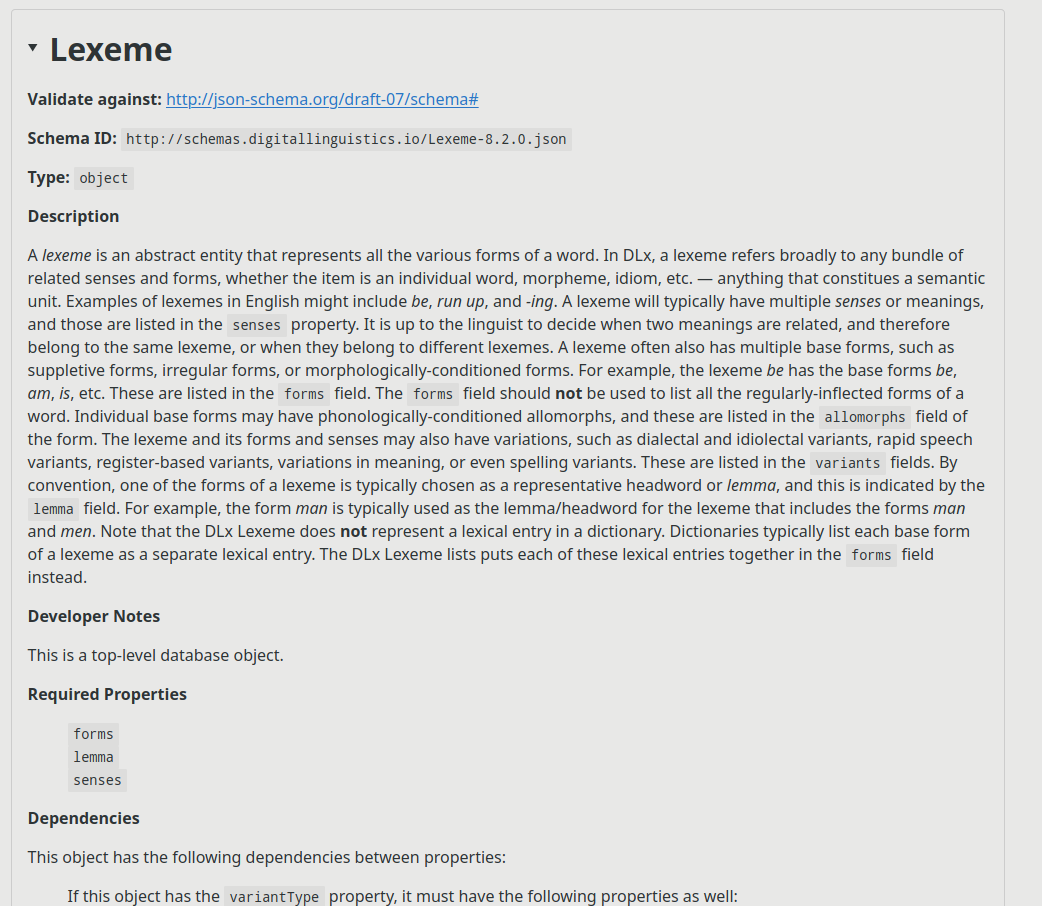 Lexeme
Validate against: http://json-schema.org/draft-07/schema#
Schema ID: http://schemas.digitallinguistics.io/Lexeme-8.2.0.json
Type: object
Description
A lexeme is an abstract entity that represents all the various forms of a word. In DLx, a lexeme refers broadly to any bundle of
related senses and forms, whether the item is an individual word, morpheme, idiom, etc. — anything that constitues a semantic
unit. Examples of lexemes in English might include be, run up, and -ing. A lexeme will typically have multiple senses or meanings,
and those are listed in the senses property. It is up to the linguist to decide when two meanings are related, and therefore
belong to the same lexeme, or when they belong to different lexemes. A lexeme often also has multiple base forms, such as
suppletive forms, irregular forms, or morphologically-conditioned forms. For example, the lexeme be has the base forms be,
am, is, etc. These are listed in the forms field. The forms field should not be used to list all the regularly-inflected forms of a
word. Individual base forms may have phonologically-conditioned allomorphs, and these are listed in the allomorphs field of
the form. The lexeme and its forms and senses may also have variations, such as dialectal and idiolectal variants, rapid speech
variants, register-based variants, variations in meaning, or even spelling variants. These are listed in the variants fields. By
convention, one of the forms of a lexeme is typically chosen as a representative headword or lemma, and this is indicated by the
lemma field. For example, the form man is typically used as the lemma/headword for the lexeme that includes the forms man
and men. Note that the DLx Lexeme does not represent a lexical entry in a dictionary. Dictionaries typically list each base form
of a lexeme as a separate lexical entry. The DLx Lexeme lists puts each of these lexical entries together in the forms field
instead.
Developer Notes
This is a top-level database object.
Required Properties
forms
lemma
senses
Dependencies
This object has the following dependencies between properties:
If this object has the variantType property, it must have the following properties as well: